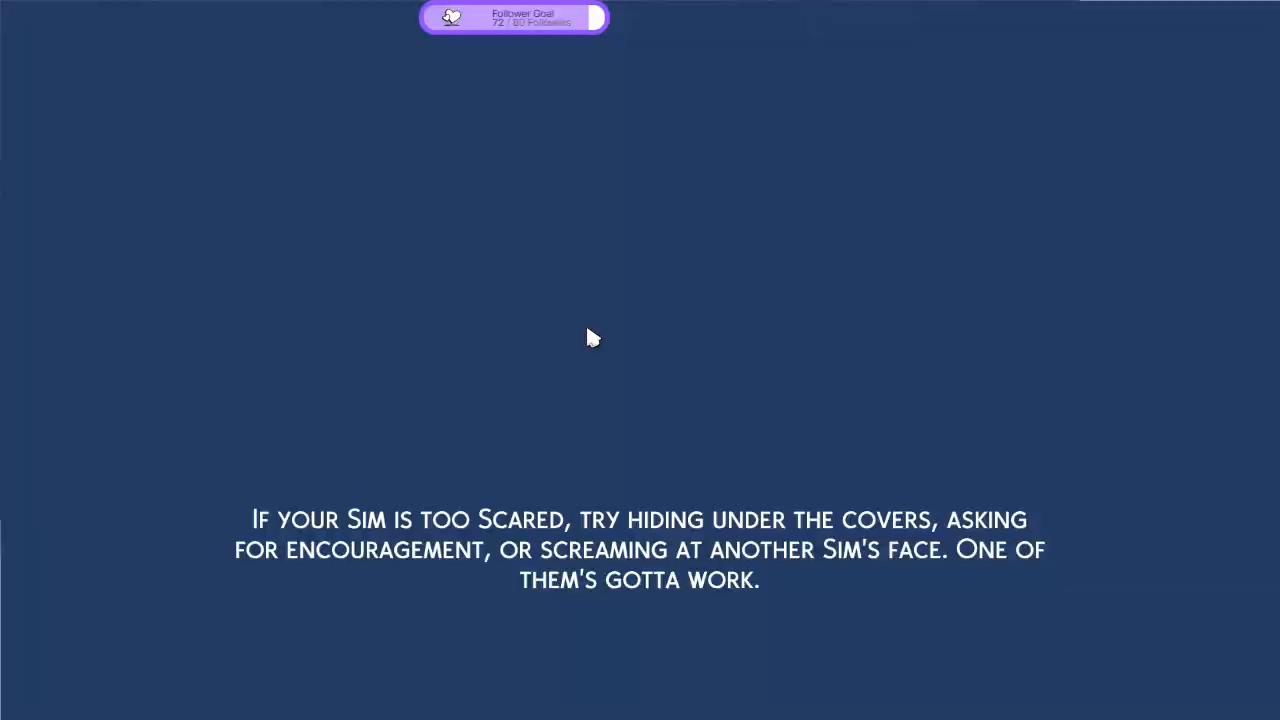 Follower Goal
72 / 80 Followers
If your Sim is too Scared, try hiding under the covers, asking
for encouragement, or screaming at another Sim's face. One of
them's gotta work.